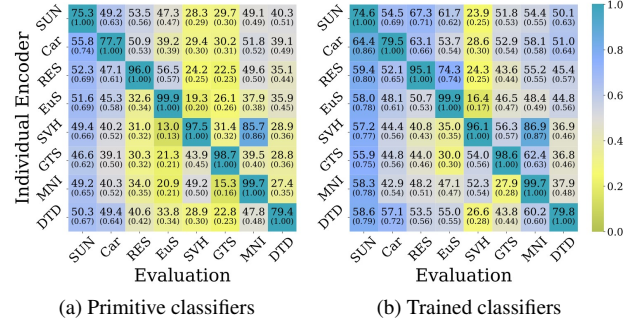 SUN 75.3 49.2 53.5 47.3 28.3 29.7 49.1 40.3
(1.00) (0.63) (0.56) (0.47) (0.29) (0.30) (0.49) (0.51)
Car 55.8 77.7 50.9 39.2 29.4 30.2 51.8 39.1
(0.74) (1.00) (0.53) (0.39) (0.30) (0.31) (0.52) (0.49)
RES 52.3 47.1 96.0 56.5 24.2 22.5 49.6 35.1
(0.69) (0.61) (1.00) (0.57) (0.25) (0.23) (0.50) (0.44)
EuS 51.6 45.3 32.6 99.9 19.3 26.1 37.9 35.9
(0.69) (0.58) (0.34) (1.00) (0.20) (0.26) (0.38) (0.45)
SVH 49.4 40.2 31.0 13.0 97.5 31.4 85.7 28.9
(0.66) (0.52) (0.32) (0.13) (1.00) (0.32) (0.86) (0.36)
GTS 46.6 39.1 30.3 21.3 43.9 98.7 39.5 28.8
(0.62) (0.50) (0.31) (0.21) (0.45) (1.00) (0.40) (0.36)
MNI 49.2 40.3 34.0 20.9 49.2 15.3 99.7 27.4
(0.65) (0.52) (0.35) (0.21) (0.50) (0.16) (1.00) (0.35)
DTD 50.3 49.4 40.6 33.8 28.9 22.8 47.8 79.4
(0.67) (0.64) (0.42) (0.34) (0.30) (0.23) (0.48) (1.00)
SUN Car RES EuS SVH GTS MNI DTD
Individual Encoder
Evaluation
(a) Primitive classifiers
SUN 74.6 54.5 67.3 61.7 23.9 51.8 54.4 50.1
(1.00) (0.69) (0.71) (0.62) (0.25) (0.53) (0.55) (0.63)
Car 64.4 79.5 63.1 53.7 28.6 52.9 58.1 51.0
(0.86) (1.00) (0.66) (0.54) (0.30) (0.54) (0.58) (0.64)
RES 59.4 52.1 95.1 74.3 24.3 43.6 55.2 45.4
(0.80) (0.65) (1.00) (0.74) (0.25) (0.44) (0.55) (0.57)
EuS 58.0 48.1 50.7 99.9 16.4 46.5 48.4 44.8
(0.78) (0.61) (0.53) (1.00) (0.17) (0.47) (0.49) (0.56)
SVH 57.2 44.4 40.8 35.0 96.1 56.3 86.9 36.9
(0.77) (0.56) (0.43) (0.35) (1.00) (0.57) (0.87) (0.46)
GTS 55.9 44.8 44.0 30.0 54.0 98.6 62.4 36.8
(0.75) (0.56) (0.46) (0.30) (0.56) (1.00) (0.63) (0.46)
MNI 58.3 42.9 48.2 47.1 52.3 27.9 99.7 37.9
(0.78) (0.54) (0.51) (0.47) (0.54) (0.28) (1.00) (0.48)
DTD 58.6 57.1 53.5 55.0 26.6 43.8 60.2 79.8
(0.79) (0.72) (0.56) (0.55) (0.28) (0.44) (0.60) (1.00)
SUN Car RES EuS SVH GTS MNI DTD
Evaluation
(b) Trained classifiers
1.0
0.8
0.6
0.4
0.2
0.0